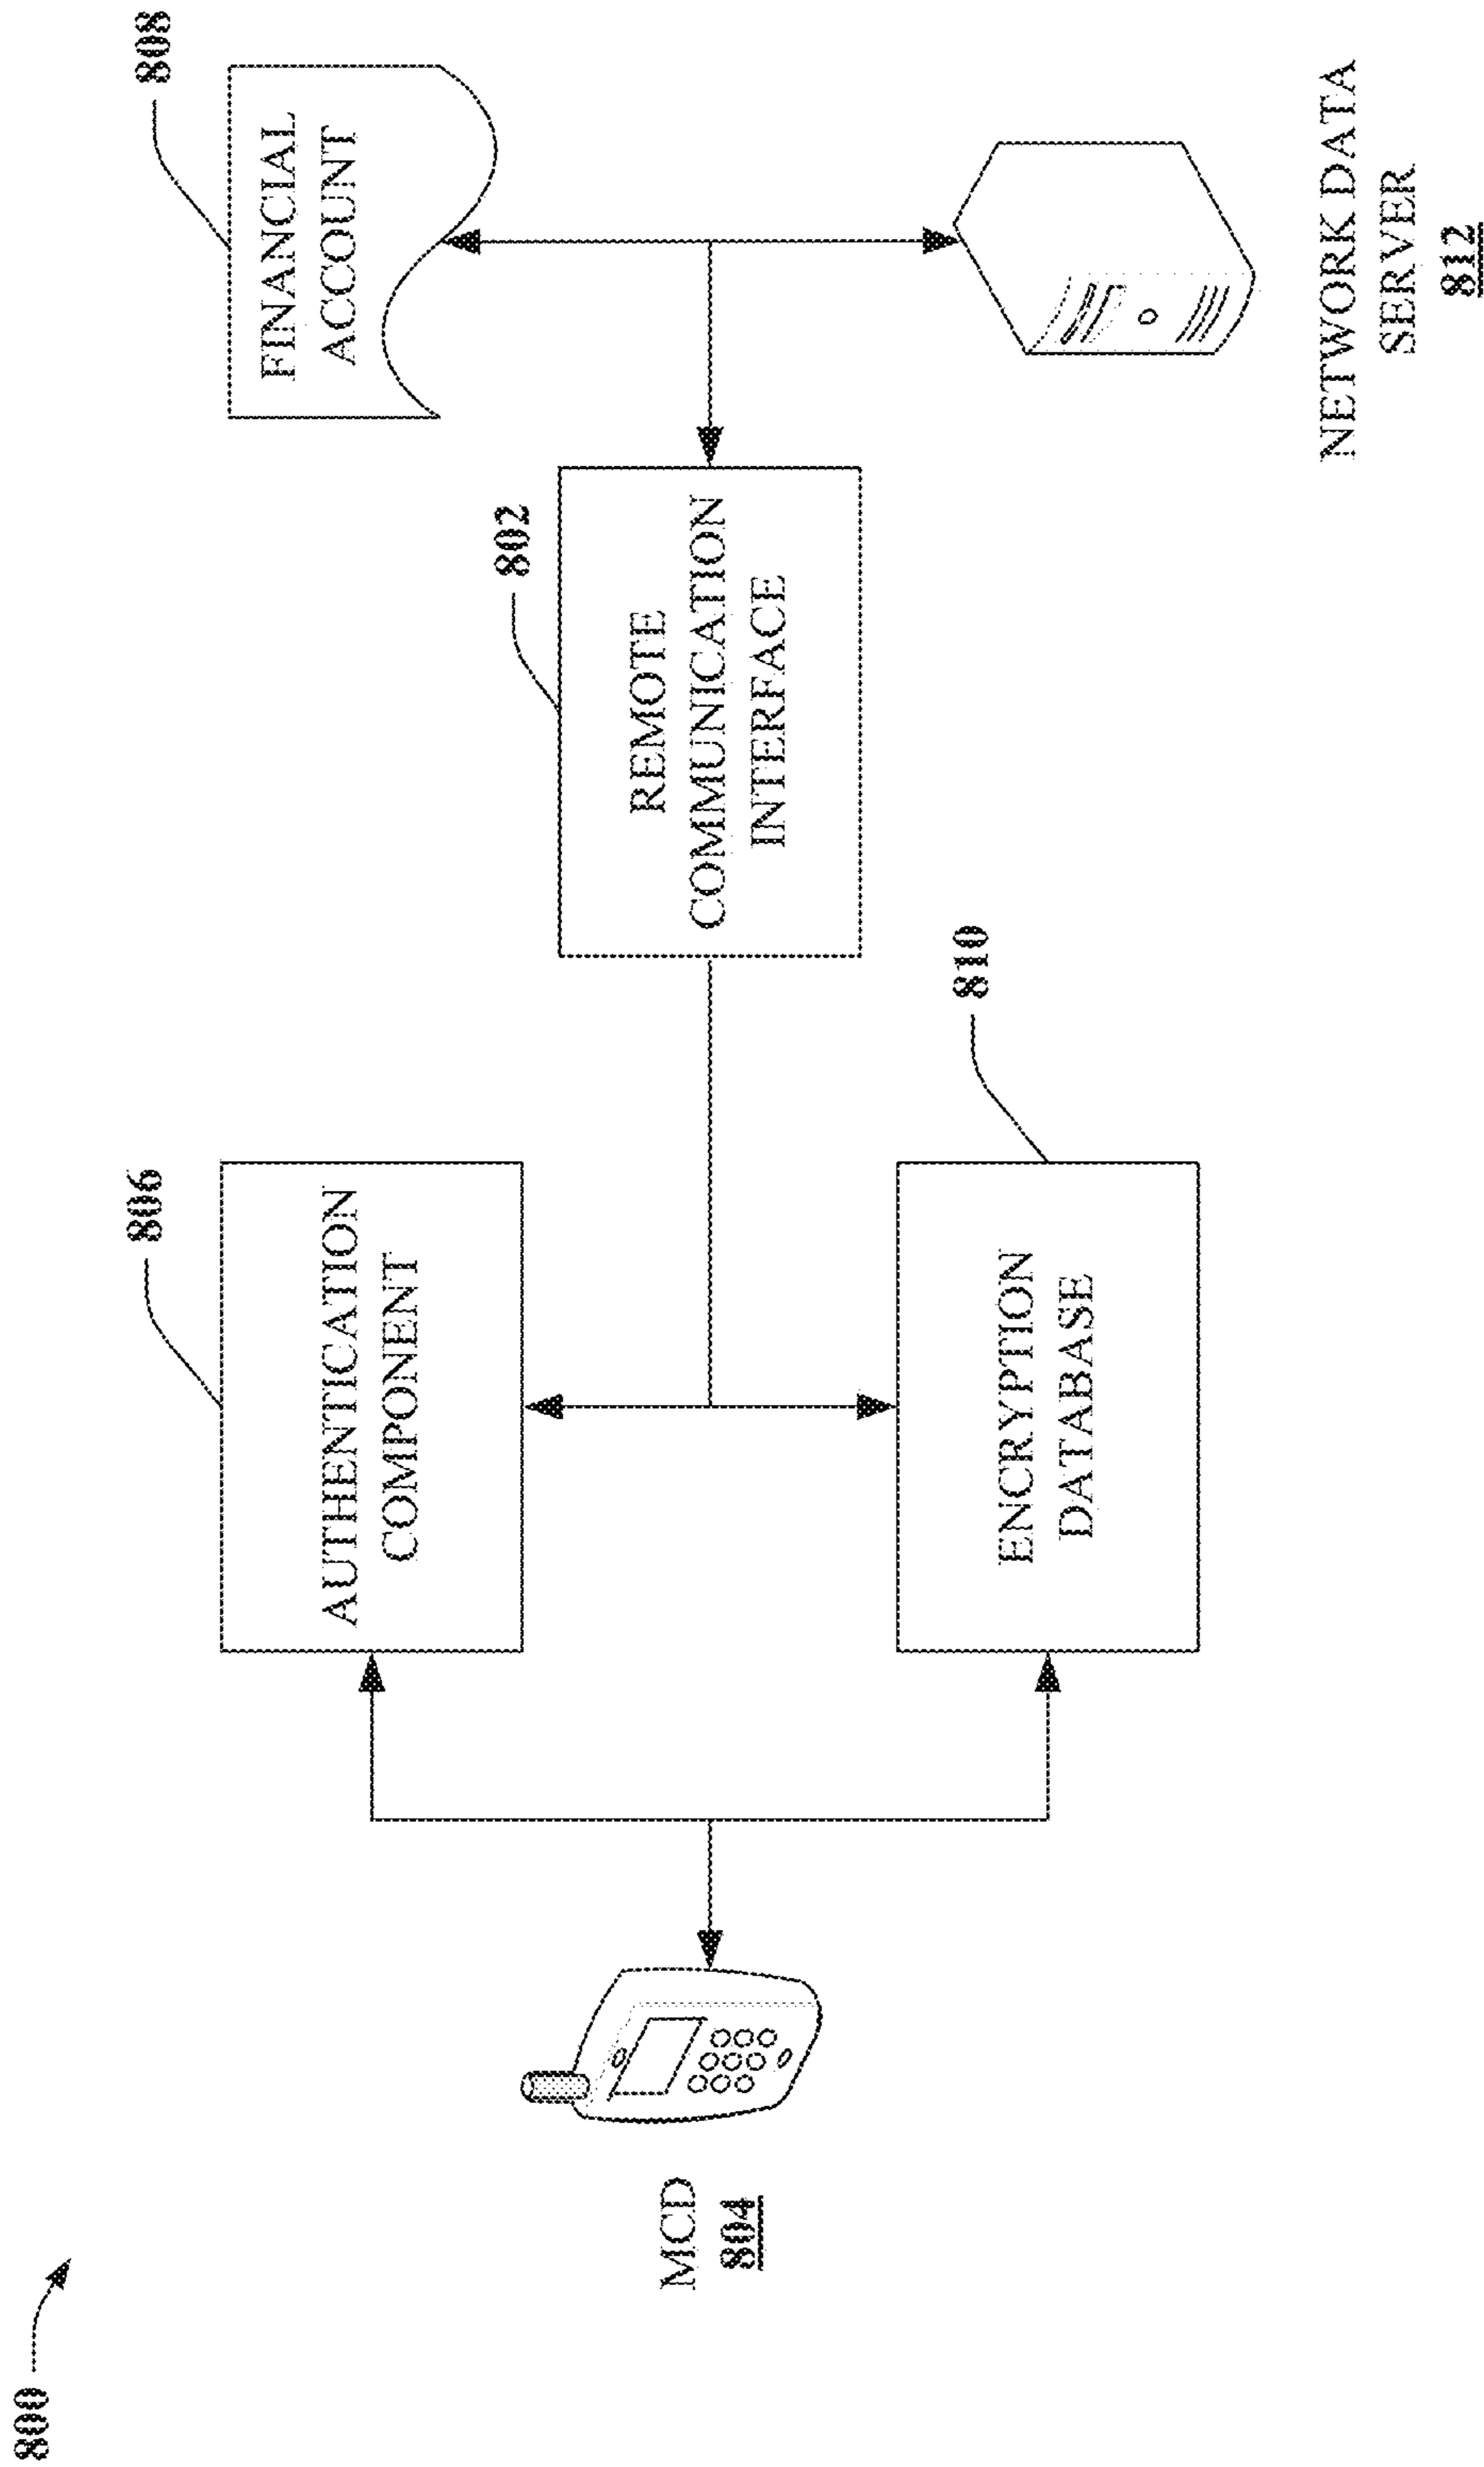 800
806
AUTHENTICATION
COMPONENT
808
FINANCIAL
ACCOUNT
802
REMOTE
COMMUNICATION
INTERFACE
MCD
804
810
ENCRYPTION
DATABASE
NETWORK DATA
SERVER
812